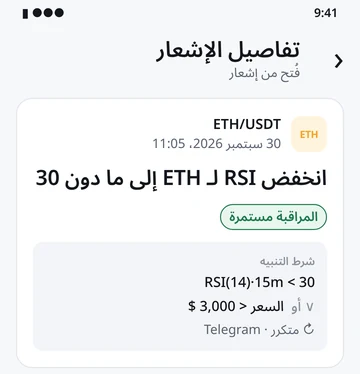 9:41
تفاصيل الإشعار
فُتح من إشعار
ETH
ETH/USDT
30 سبتمبر 2026، 11:05
انخفض RSI لـ ETH إلى ما دون 30
المراقبة مستمرة
شرط التنبيه
RSI(14)·15m < 30
∨ أو السعر > 3,000 $
↻ متكرر · Telegram